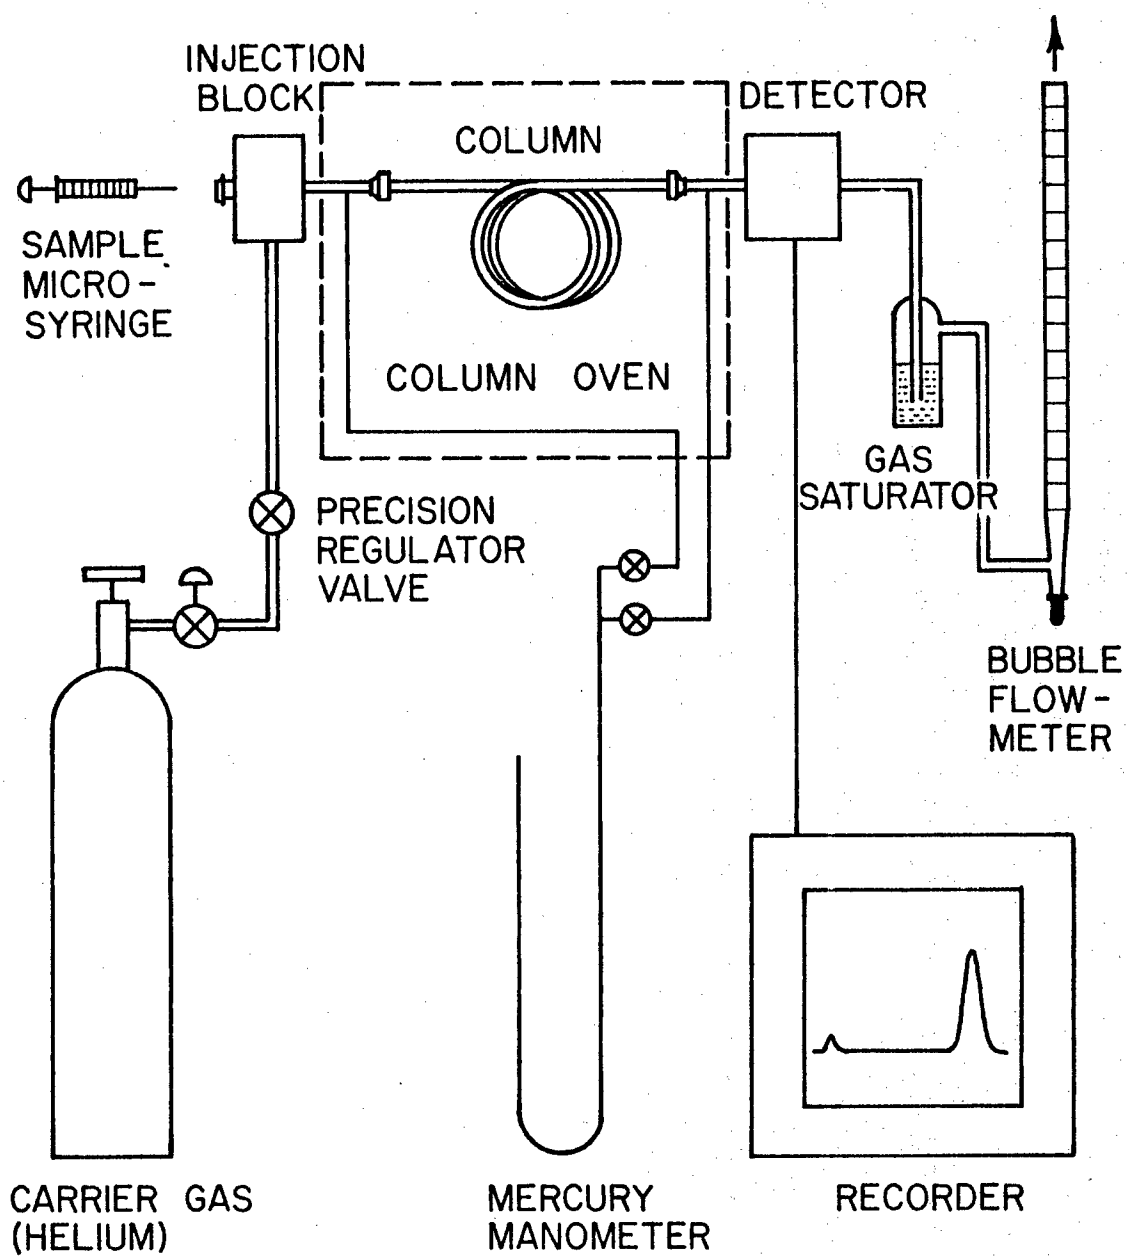 INJECTION
BLOCK
DETECTOR
COLUMN
SAMPLE
MICRO-
SYRINGE
COLUMN OVEN
GAS
SATURATOR
PRECISION
REGULATOR
VALVE
BUBBLE
FLOW-
METER
CARRIER GAS
(HELIUM)
MERCURY
MANOMETER
RECORDER